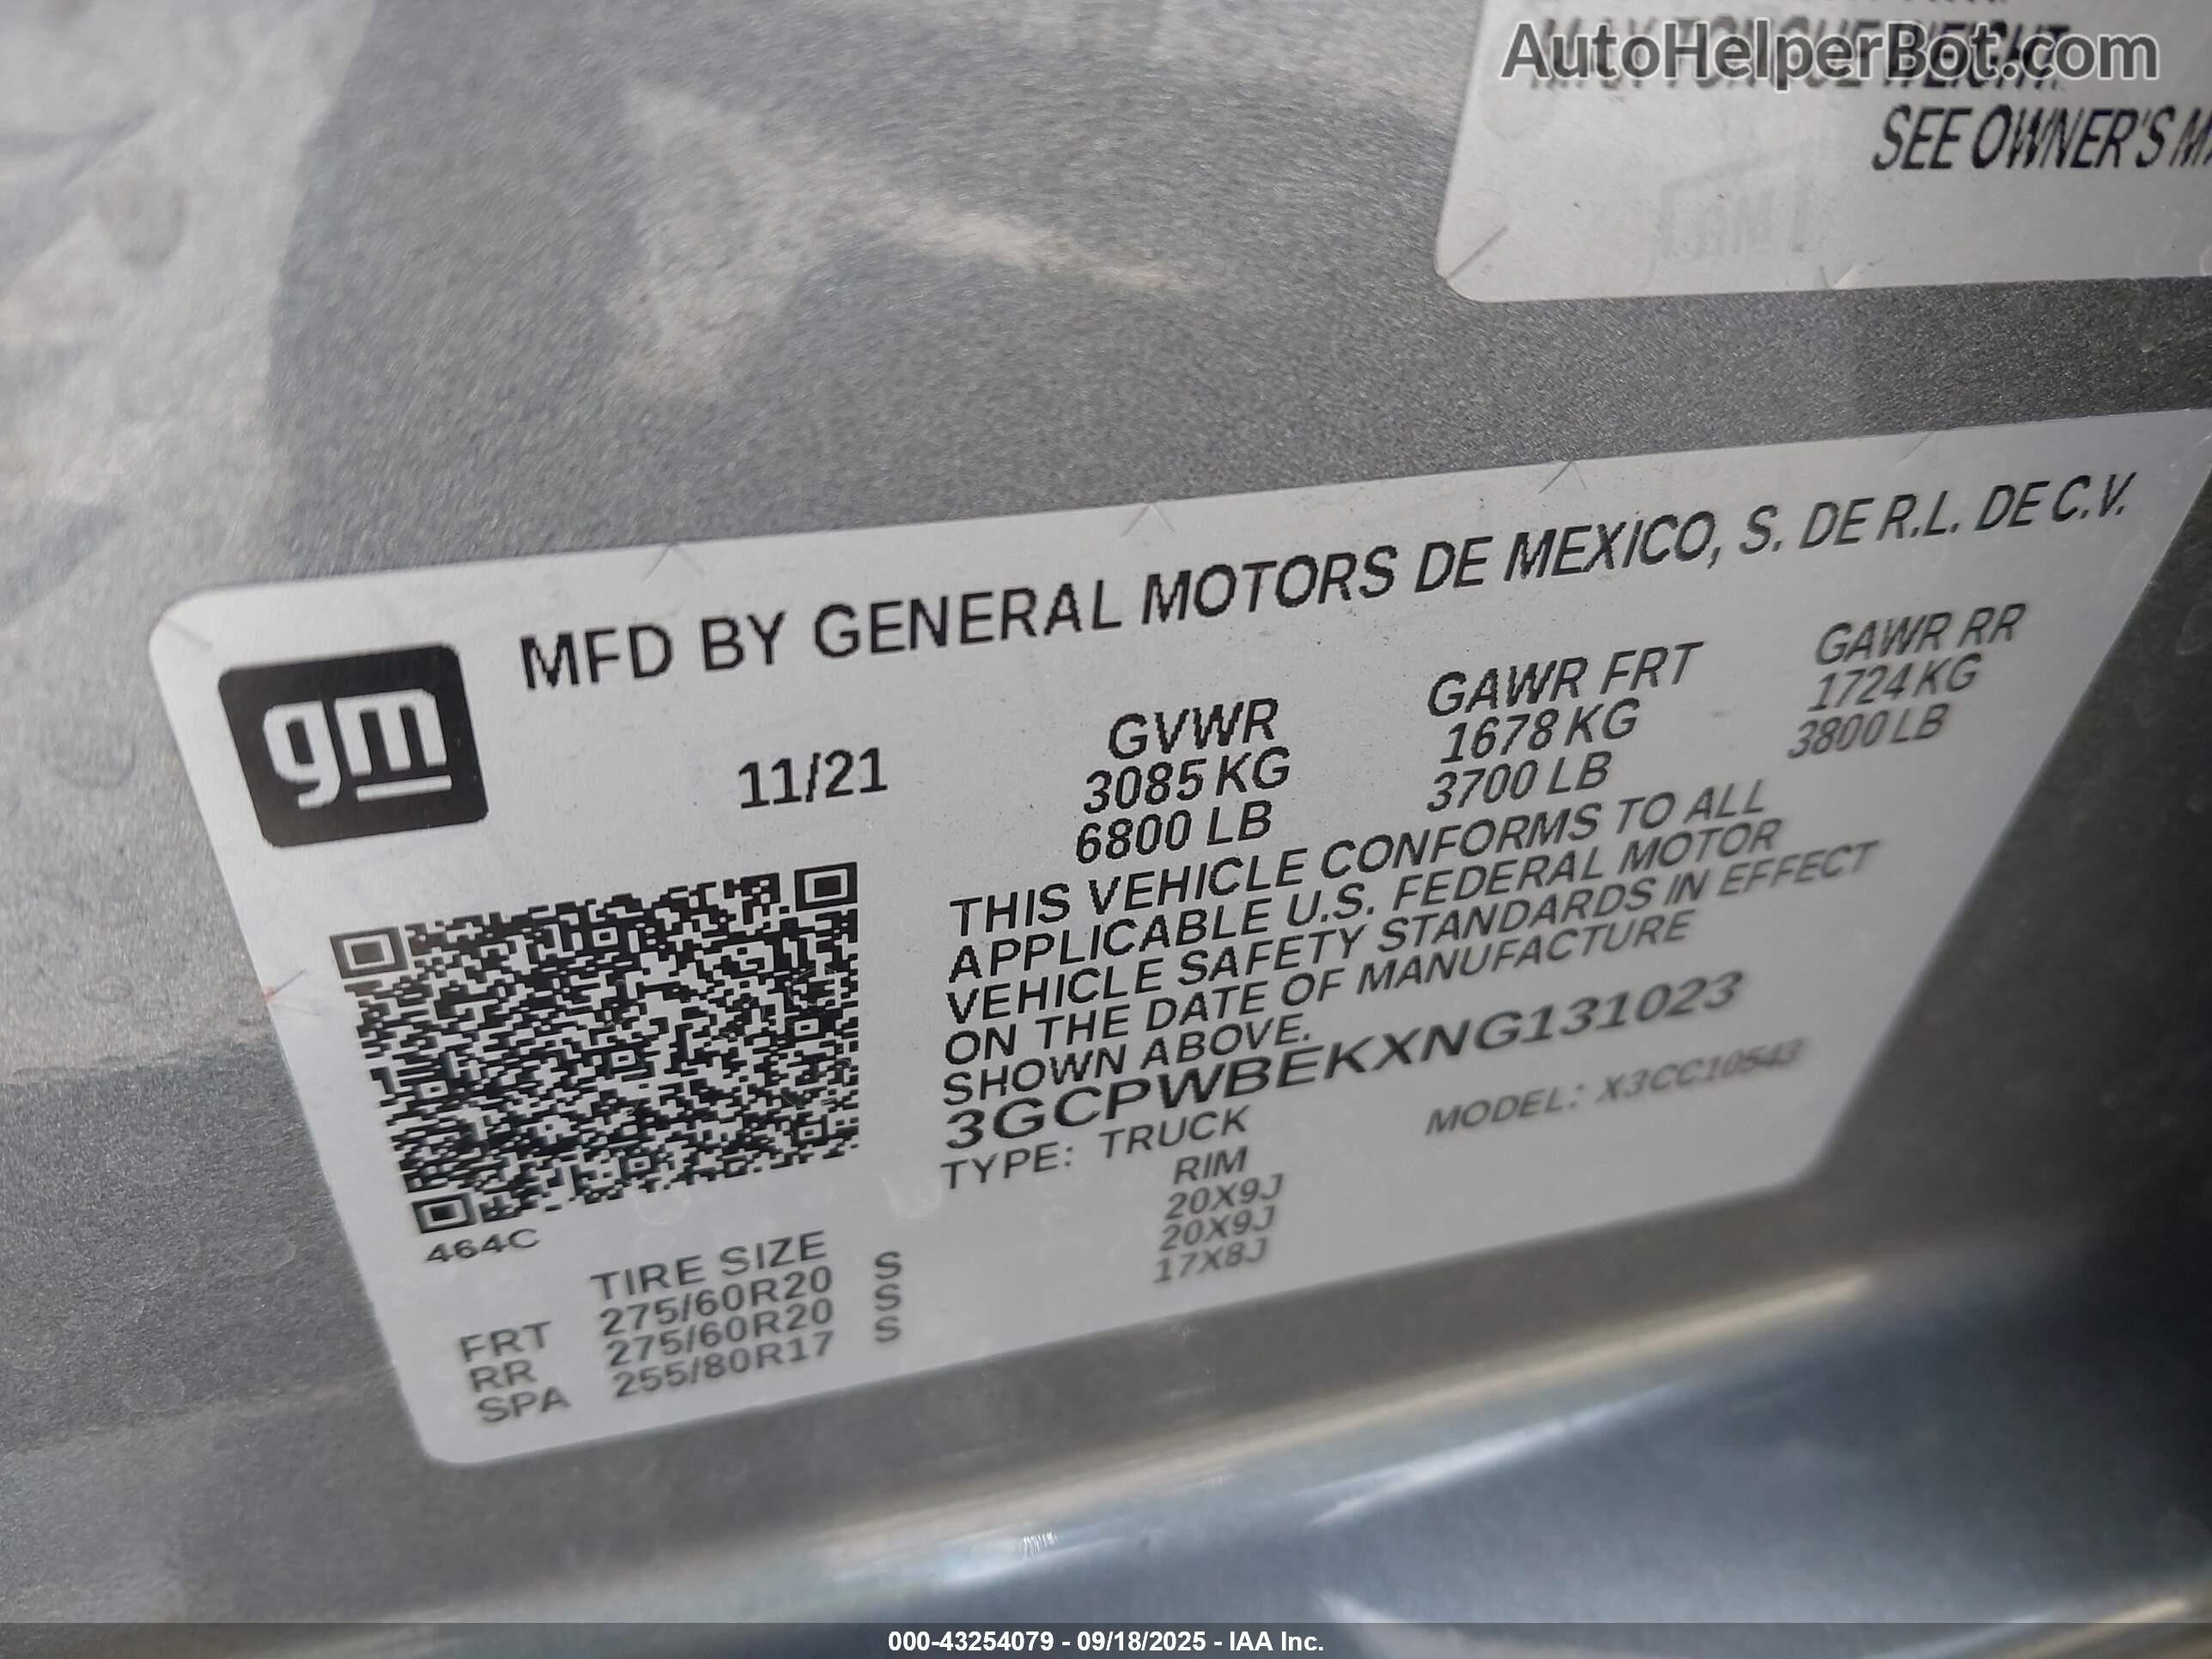 AutoHelperBot.com
MAX TONGUE WEIGHT
SEE OWNER'S
MFD BY GENERAL MOTORS DE MEXICO, S. DE R.L. DE C.V.
gm
11/21
GVWR GAWR FRT GAWR RR
3085 KG 1678 KG 1724 KG
6800 LB 3700 LB 3800 LB
THIS VEHICLE CONFORMS TO ALL
APPLICABLE U.S. FEDERAL MOTOR
VEHICLE SAFETY STANDARDS IN EFFECT
ON THE DATE OF MANUFACTURE
SHOWN ABOVE.
3GCPWBEKXNG131023
TYPE: TRUCK MODEL: X3CC10543
464C
TIRE SIZE RIM
FRT 275/60R20 S 20X9J
RR 275/60R20 S 20X9J
SPA 255/80R17 S 17X8J
000-43254079 - 09/18/2025 - IAA Inc.